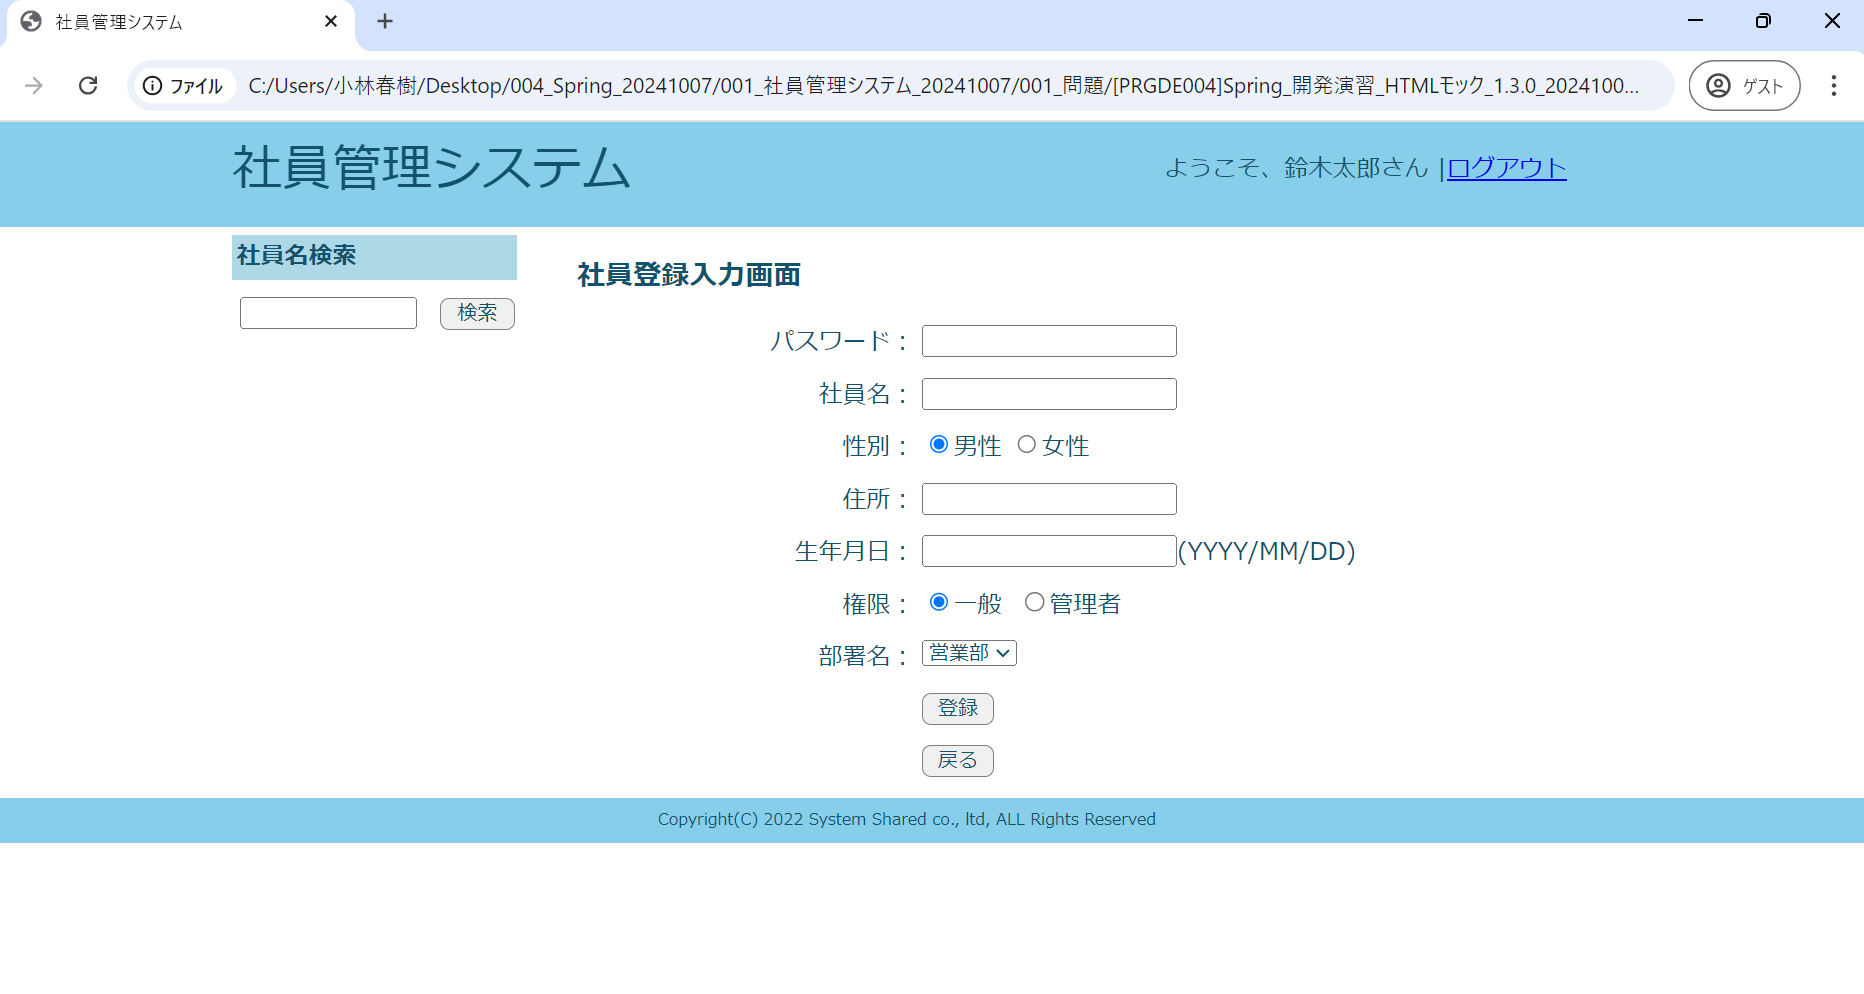 社員管理システム
ファイル C:/Users/小林春樹/Desktop/004_Spring_20241007/001_社員管理システム_20241007/001_問題/[PRGDE004]Spring_開発演習_HTMLモック_1.3.0_2024100... ゲスト
社員管理システム
ようこそ、鈴木太郎さん |ログアウト
社員名検索
検索
社員登録入力画面
パスワード：
社員名：
性別： 男性 女性
住所：
生年月日： (YYYY/MM/DD)
権限： 一般 管理者
部署名： 営業部
登録
戻る
Copyright(C) 2022 System Shared co., ltd, ALL Rights Reserved